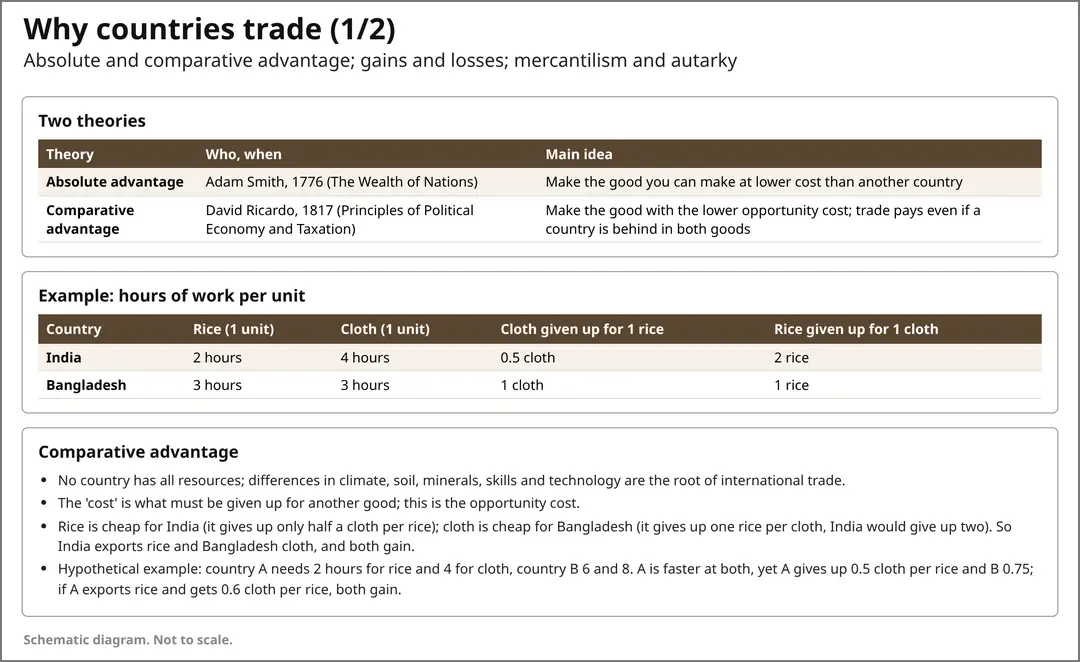 Why countries trade (1/2)
Absolute and comparative advantage; gains and losses; mercantilism and autarky
Two theories
Theory Who, when Main idea
Absolute advantage Adam Smith, 1776 (The Wealth of Nations) Make the good you can make at lower cost than another country
Comparative advantage David Ricardo, 1817 (Principles of Political Economy and Taxation) Make the good with the lower opportunity cost; trade pays even if a country is behind in both goods
Example: hours of work per unit
Country Rice (1 unit) Cloth (1 unit) Cloth given up for 1 rice Rice given up for 1 cloth
India 2 hours 4 hours 0.5 cloth 2 rice
Bangladesh 3 hours 3 hours 1 cloth 1 rice
Comparative advantage
• No country has all resources; differences in climate, soil, minerals, skills and technology are the root of international trade.
• The 'cost' is what must be given up for another good; this is the opportunity cost.
• Rice is cheap for India (it gives up only half a cloth per rice); cloth is cheap for Bangladesh (it gives up one rice per cloth, India would give up two). So
India exports rice and Bangladesh cloth, and both gain.
• Hypothetical example: country A needs 2 hours for rice and 4 for cloth, country B 6 and 8. A is faster at both, yet A gives up 0.5 cloth per rice and B 0.75;
if A exports rice and gets 0.6 cloth per rice, both gain.
Schematic diagram. Not to scale.